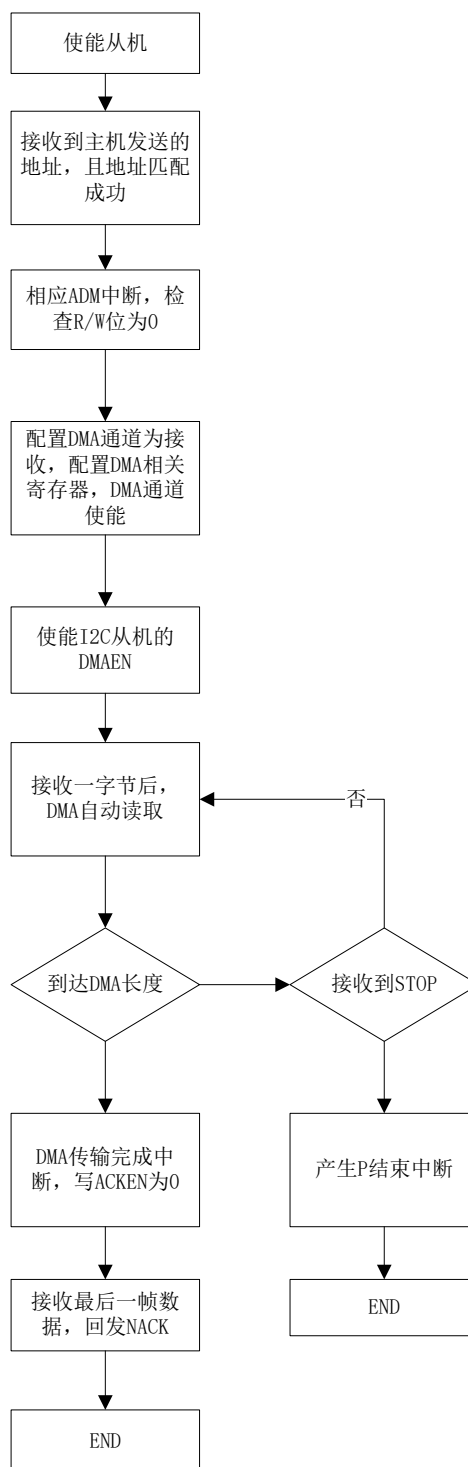 使能从机
接收到主机发送的
地址，且地址匹配
成功
相应ADM中断，检
查R/W位为0
配置DMA通道为接
收，配置DMA相关
寄存器，DMA通道
使能
使能I2C从机的
DMAEN
接收一字节后，
DMA自动读取
否
到达DMA长度
接收到STOP
DMA传输完成中
断，写ACKEN为0
产生P结束中断
接收最后一帧数
据，回发NACK
END
END